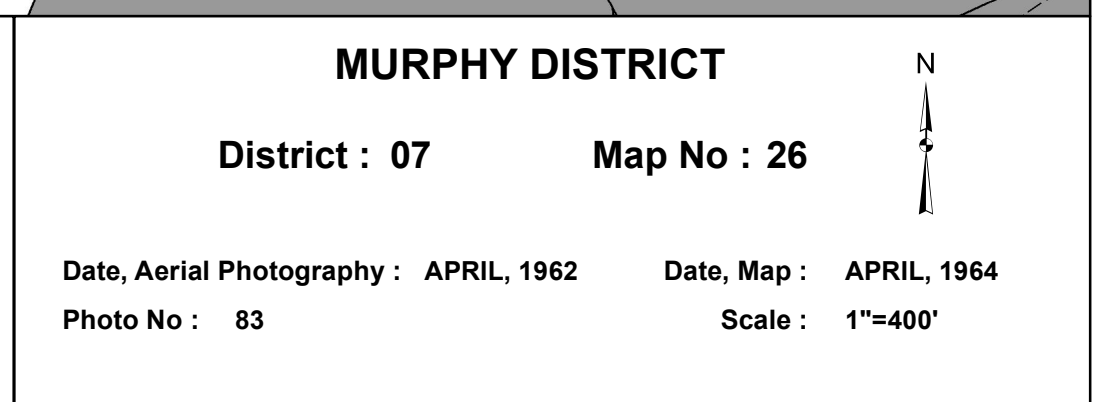 MURPHY DISTRICT
N
District : 07 Map No : 26
Date, Aerial Photography : APRIL, 1962 Date, Map : APRIL, 1964
Photo No : 83 Scale : 1"=400'